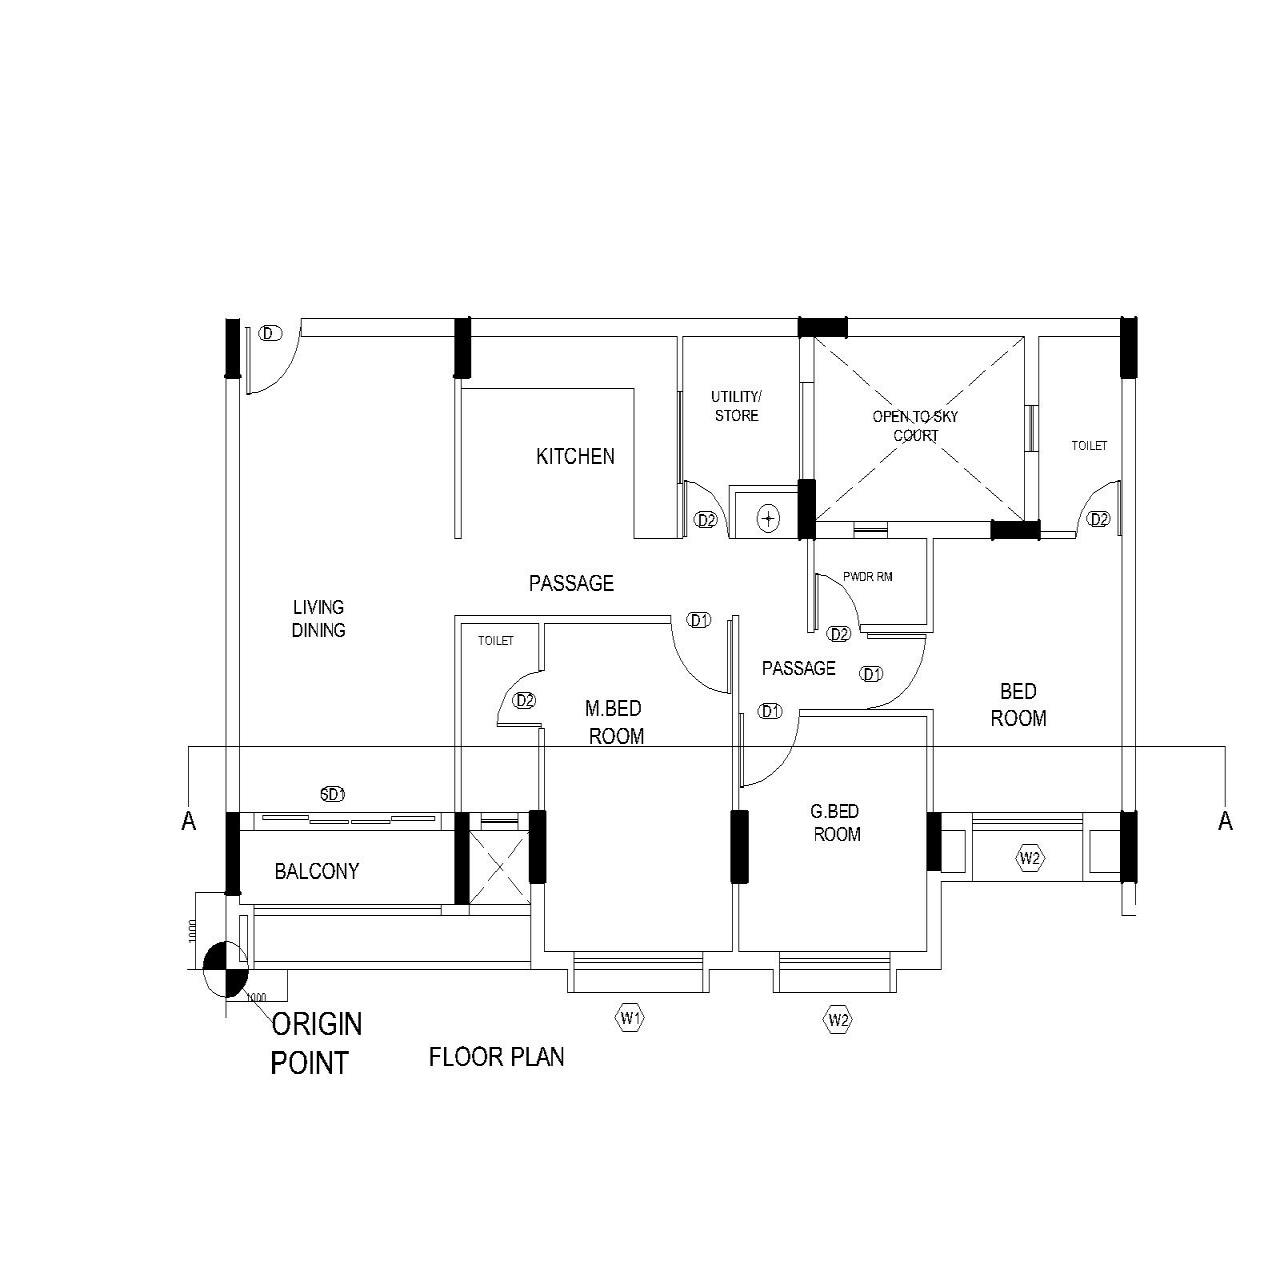 D
UTILITY/
STORE
OPEN TO SKY
COURT
KITCHEN
TOILET
D2
D2
PASSAGE
PWDR RM
LIVING
DINING
D1
D2
TOILET
PASSAGE
D1
D2
M.BED
ROOM
D1
BED
ROOM
SD1
G.BED
ROOM
A
A
BALCONY
W2
1000
1000
ORIGIN
POINT
W1
W2
FLOOR PLAN